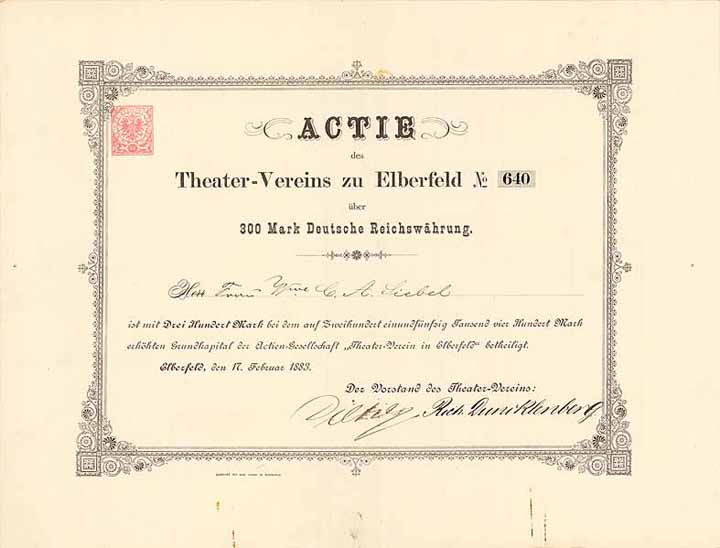 ACTIE
des
Theater-Vereins zu Elberfeld № 640
über
300 Mark Deutsche Reichswährung.
Herr Frau Wwe C. A. Siebel
ist mit Drei Hundert Mark bei dem auf Zweihundert einundfünfzig Tausend vier Hundert Mark
erhöhten Grundkapital der Actien-Gesellschaft „Theater-Verein in Elberfeld“ betheiligt.
Elberfeld, den 17. Februar 1883.
Der Vorstand des Theater-Vereins:
Rich. Duncklenberg